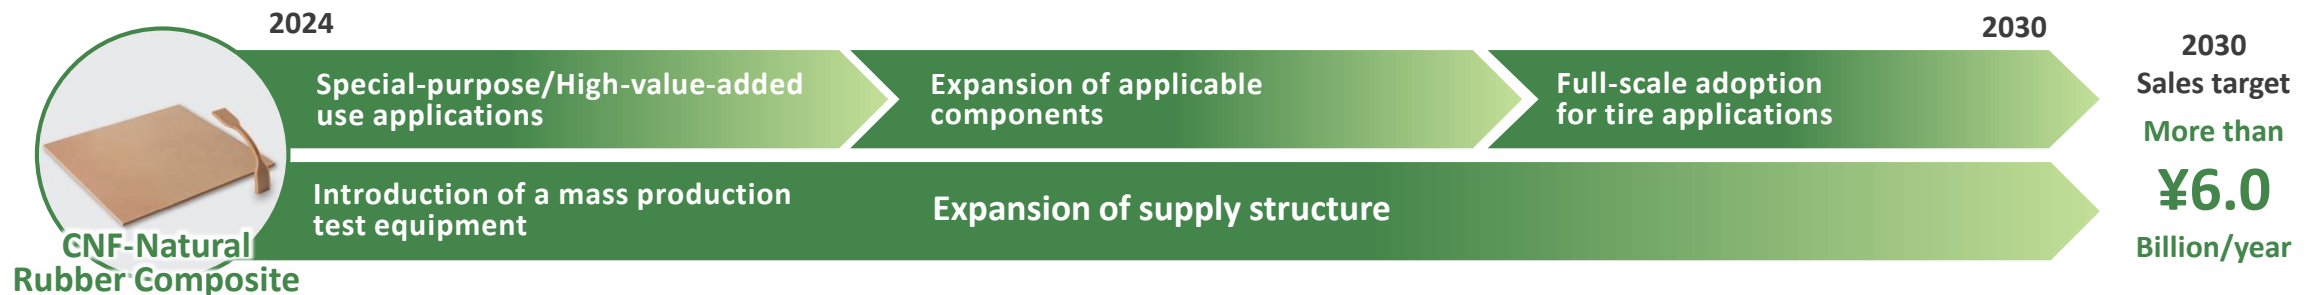 2024
2030
Special-purpose/High-value-added
use applications
Expansion of applicable
components
Full-scale adoption
for tire applications
Introduction of a mass production
test equipment
Expansion of supply structure
CNF-Natural
Rubber Composite
2030
Sales target
More than
¥6.0
Billion/year